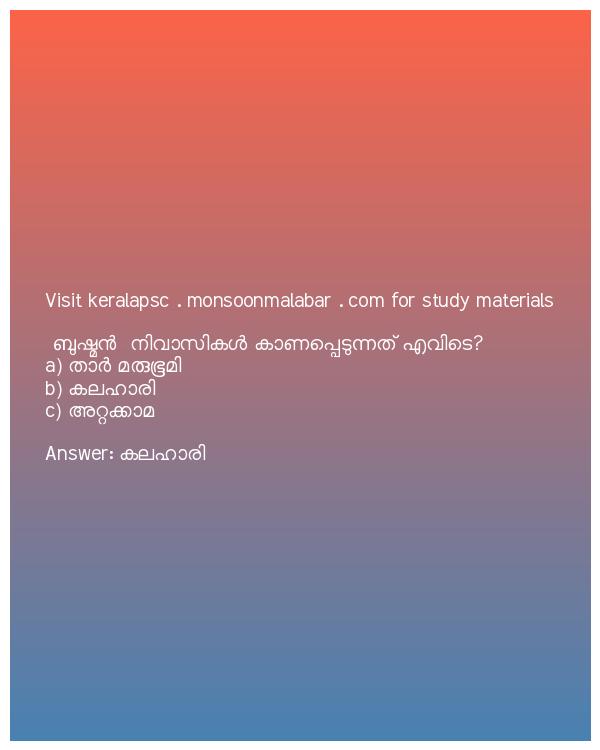 Visit keralapsc . monsoonmalabar . com for study materials
ബുഷ്മൻ നിവാസികൾ കാണപ്പെടുന്നത് എവിടെ?
a) താർ മരുഭൂമി
b) കലഹാരി
c) അറ്റക്കാമ
Answer: കലഹാരി